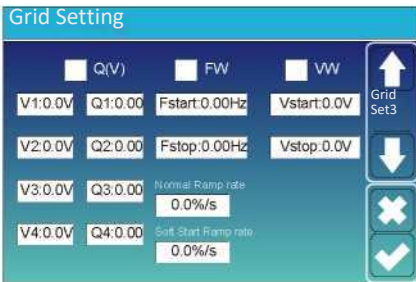 Grid Setting
Q(V) FW VW
Grid
Set3
V1:0.0V Q1:0.00 Fstart:0.00Hz Vstart:0.0V
V2:0.0V Q2:0.00 Fstop:0.00Hz Vstop:0.0V
V3:0.0V Q3:0.00 Normal Ramp rate
0.0%/s
V4:0.0V Q4:0.00 Soft Start Ramp rate
0.0%/s